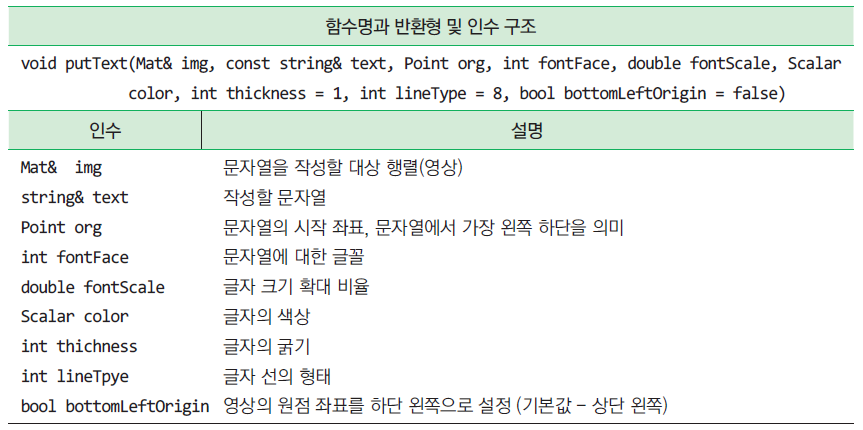 함수명과 반환형 및 인수 구조
void putText(Mat& img, const string& text, Point org, int fontFace, double fontScale, Scalar
color, int thickness = 1, int lineType = 8, bool bottomLeftOrigin = false)
인수 설명
Mat& img 문자열을 작성할 대상 행렬(영상)
string& text 작성할 문자열
Point org 문자열의 시작 좌표, 문자열에서 가장 왼쪽 하단을 의미
int fontFace 문자열에 대한 글꼴
double fontScale 글자 크기 확대 비율
Scalar color 글자의 색상
int thichness 글자의 굵기
int lineTpye 글자 선의 형태
bool bottomLeftOrigin 영상의 원점 좌표를 하단 왼쪽으로 설정 (기본값 – 상단 왼쪽)